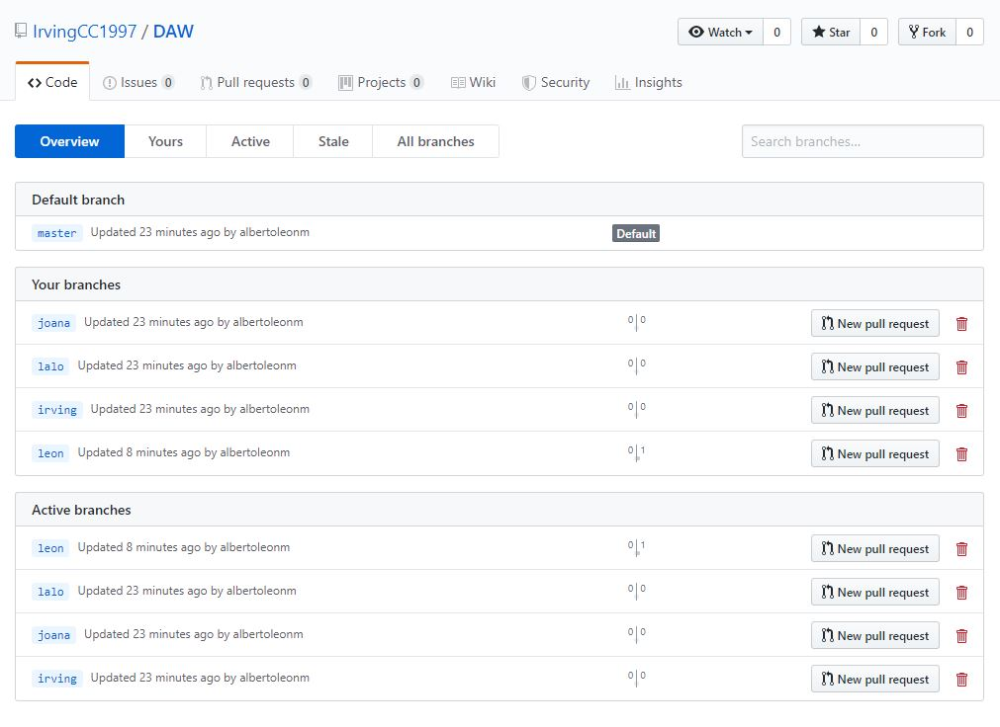 IrvingCC1997 / DAW Watch 0 Star 0 Fork 0
Code Issues 0 Pull requests 0 Projects 0 Wiki Security Insights
Overview Yours Active Stale All branches Search branches...
Default branch
master Updated 23 minutes ago by albertoleonm Default
Your branches
joana Updated 23 minutes ago by albertoleonm 0 0 New pull request
lalo Updated 23 minutes ago by albertoleonm 0 0 New pull request
irving Updated 23 minutes ago by albertoleonm 0 0 New pull request
leon Updated 8 minutes ago by albertoleonm 0 1 New pull request
Active branches
leon Updated 8 minutes ago by albertoleonm 0 1 New pull request
lalo Updated 23 minutes ago by albertoleonm 0 0 New pull request
joana Updated 23 minutes ago by albertoleonm 0 0 New pull request
irving Updated 23 minutes ago by albertoleonm 0 0 New pull request